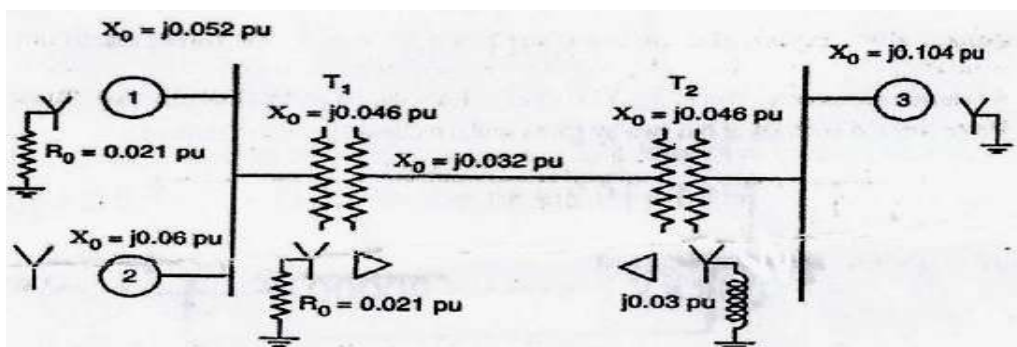 X₀ = j0.052 pu
X₀ = j0.104 pu
T₁
T₂
1
X₀ = j0.046 pu
X₀ = j0.046 pu
3
R₀ = 0.021 pu
X₀ = j0.032 pu
X₀ = j0.06 pu
2
R₀ = 0.021 pu
j0.03 pu